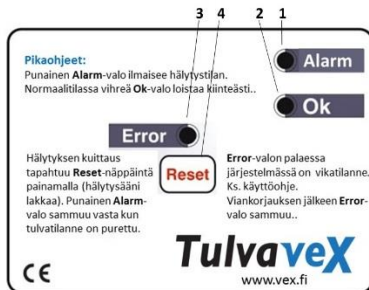 3 4 2 1
Pikaohjeet:
Punainen Alarm-valo ilmaisee hälytystilan.
Normaalitilassa vihreä Ok-valo loistaa kiinteästi..
Alarm
Ok
Error
Reset
Hälytyksen kuittaus
tapahtuu Reset-näppäintä
painamalla (hälytysääni
lakkaa). Punainen Alarm-
valo sammuu vasta kun
tulvatilanne on purettu.
Error-valon palaessa
järjestelmässä on vikatilanne.
Ks. käyttöohje.
Viankorjauksen jälkeen Error-
valo sammuu..
CE
Tulvavex
www.vex.fi